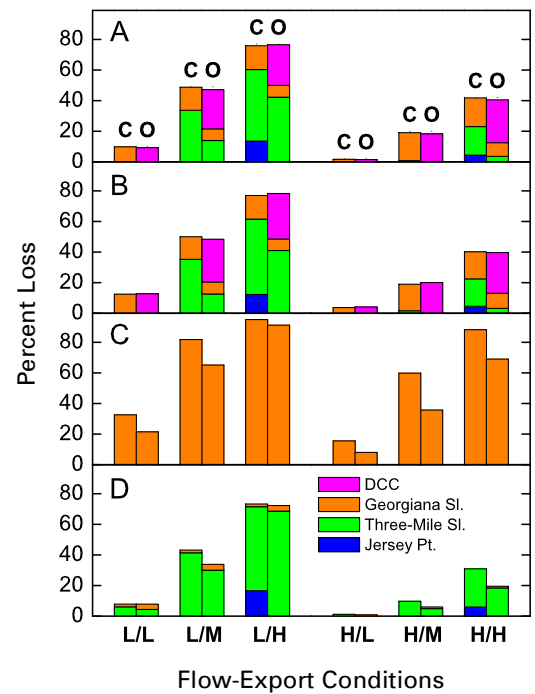 A
C O
C O
C O
C O
C O
C O
80
60
40
20
0
B
80
60
40
20
0
Percent Loss
C
80
60
40
20
0
D
80
60
40
20
0
DCC
Georgiana Sl.
Three-Mile Sl.
Jersey Pt.
L/L L/M L/H H/L H/M H/H
Flow-Export Conditions